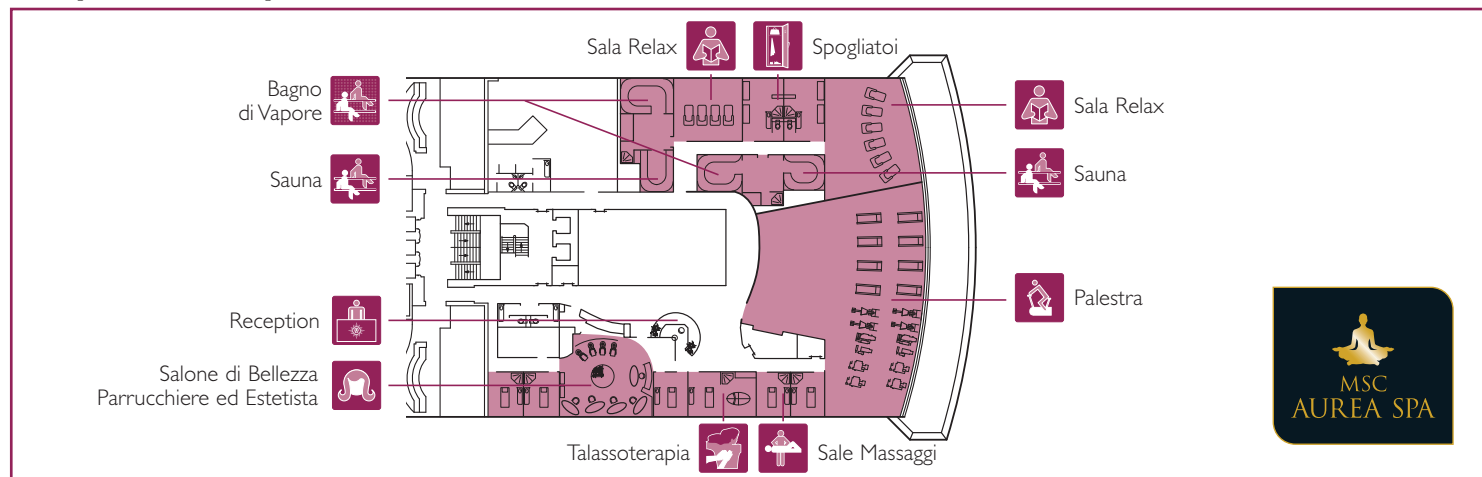 Sala Relax
Spogliatoi
Bagno
di Vapore
Sala Relax
Sauna
Sauna
Reception
Palestra
Salone di Bellezza
Parrucchiere ed Estetista
Talassoterapia
Sale Massaggi
MSC
AUREA SPA